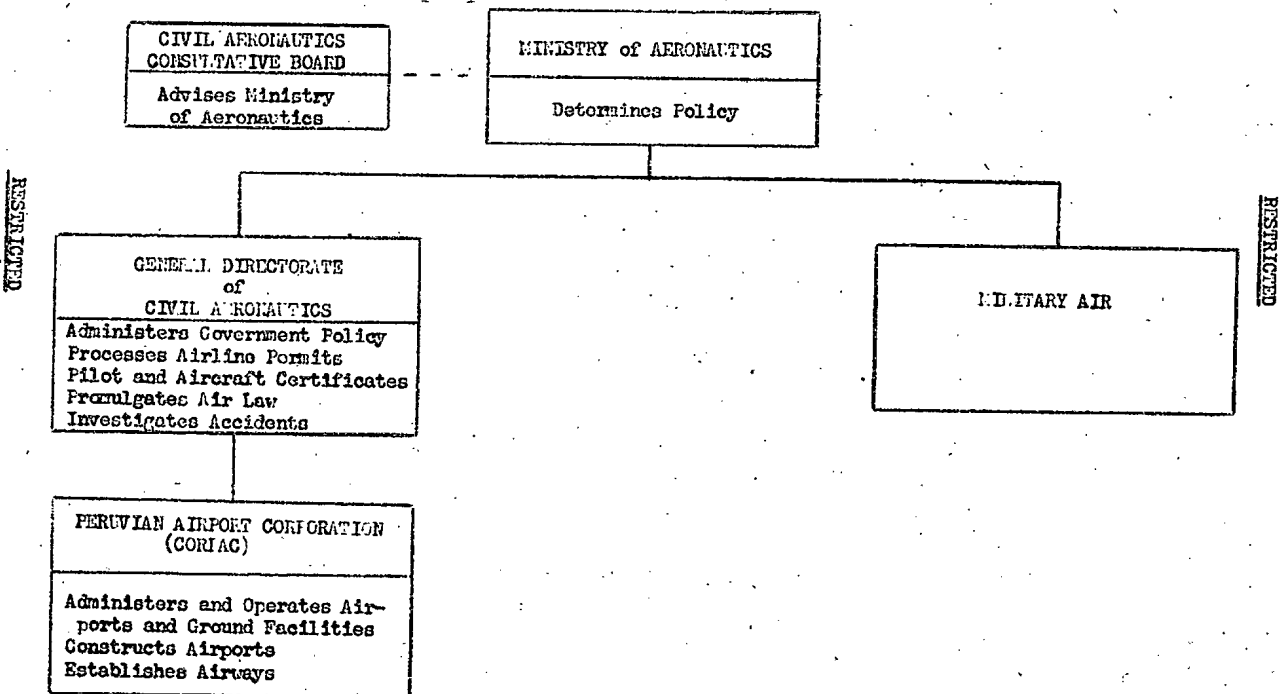 CIVIL AERONAUTICS
CONSULTATIVE BOARD
Advises Ministry
of Aeronautics
MINISTRY of AERONAUTICS
Determines Policy
RESTRICTED
RESTRICTED
GENERAL DIRECTORATE
of
CIVIL AERONAUTICS
Administers Government Policy
Processes Airline Permits
Pilot and Aircraft Certificates
Promulgates Air Law
Investigates Accidents
MILITARY AIR
PERUVIAN AIRPORT CORPORATION
(CORPAC)
Administers and Operates Air-
ports and Ground Facilities
Constructs Airports
Establishes Airways